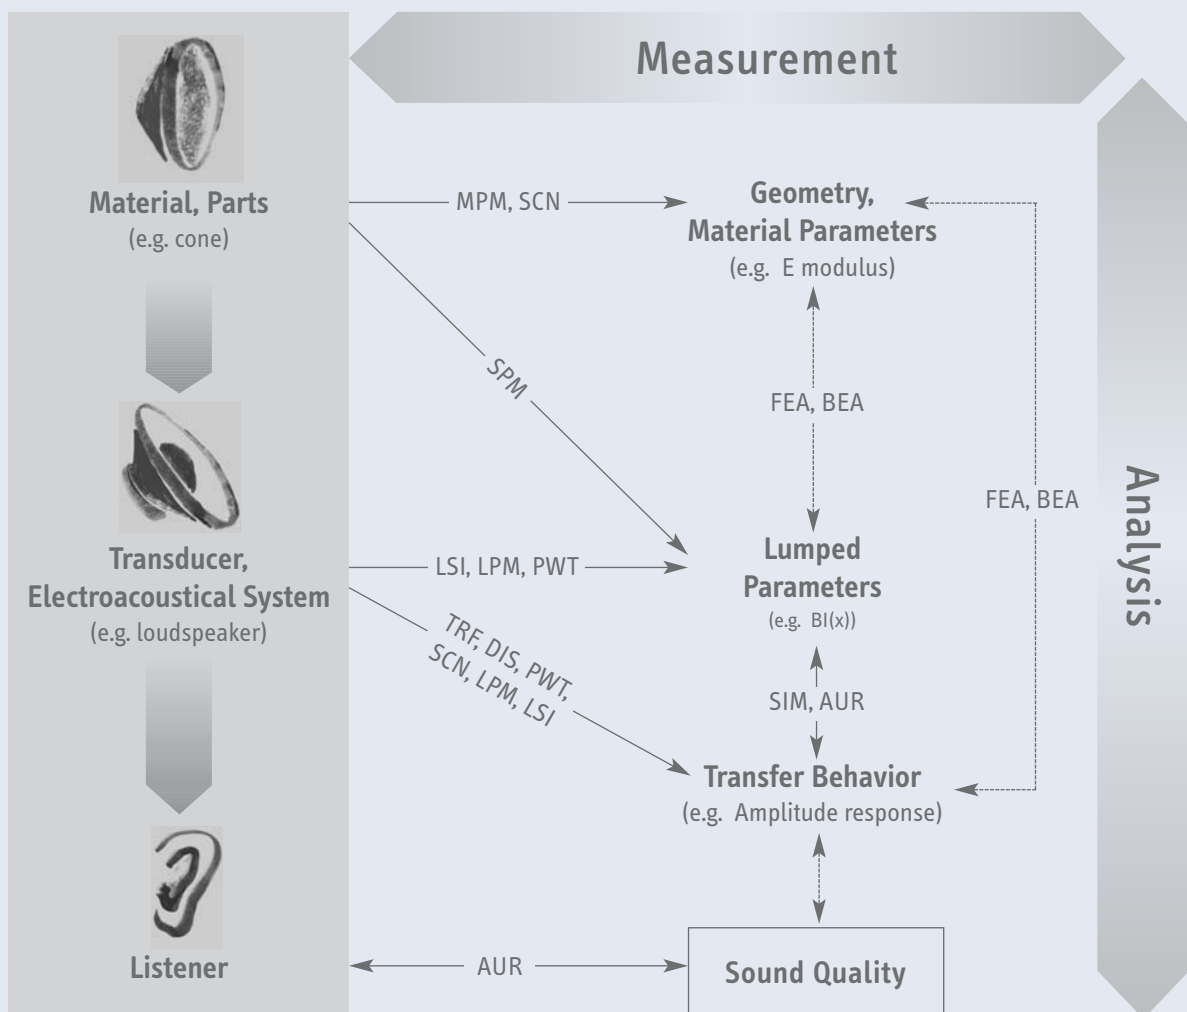 Measurement
Material, Parts
(e.g. cone)
MPM, SCN
Geometry,
Material Parameters
(e.g. E modulus)
SPM
FEA, BEA
FEA, BEA
Analysis
Transducer,
Electroacoustical System
(e.g. loudspeaker)
LSI, LPM, PWT
Lumped
Parameters
(e.g. BI(x))
TRF, DIS, PWT,
SCN, LPM, LSI
SIM, AUR
Transfer Behavior
(e.g. Amplitude response)
Listener
AUR
Sound Quality